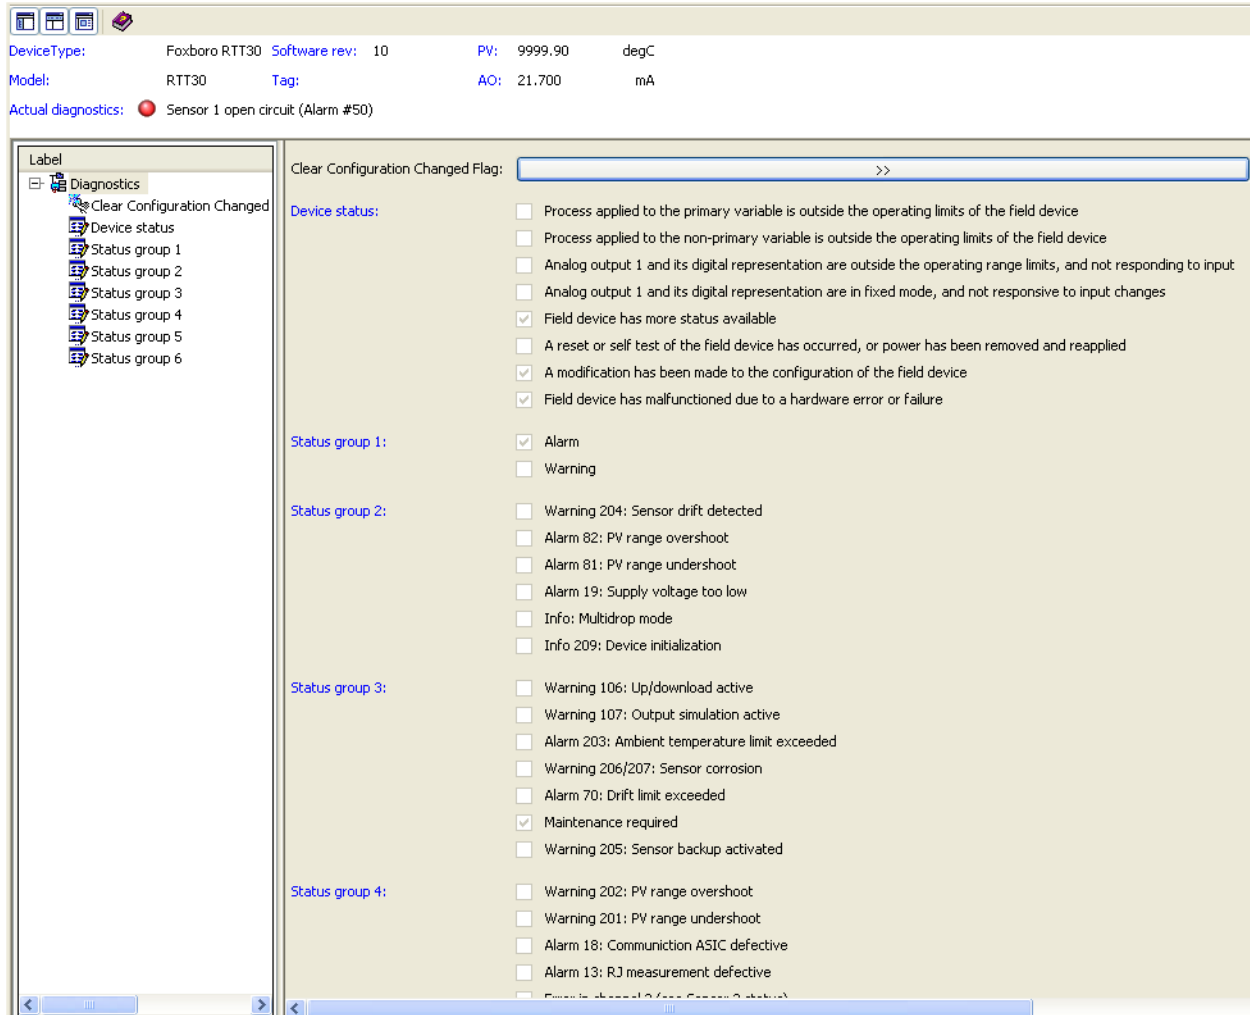 DeviceType: Foxboro RTT30 Software rev: 10 PV: 9999.90 degC
Model: RTT30 Tag: AO: 21.700 mA
Actual diagnostics: Sensor 1 open circuit (Alarm #50)
Label
Diagnostics
Clear Configuration Changed
Device status
Status group 1
Status group 2
Status group 3
Status group 4
Status group 5
Status group 6
Clear Configuration Changed Flag: >>
Device status: Process applied to the primary variable is outside the operating limits of the field device
Process applied to the non-primary variable is outside the operating limits of the field device
Analog output 1 and its digital representation are outside the operating range limits, and not responding to input
Analog output 1 and its digital representation are in fixed mode, and not responsive to input changes
Field device has more status available
A reset or self test of the field device has occurred, or power has been removed and reapplied
A modification has been made to the configuration of the field device
Field device has malfunctioned due to a hardware error or failure
Status group 1: Alarm
Warning
Status group 2: Warning 204: Sensor drift detected
Alarm 82: PV range overshoot
Alarm 81: PV range undershoot
Alarm 19: Supply voltage too low
Info: Multidrop mode
Info 209: Device initialization
Status group 3: Warning 106: Up/download active
Warning 107: Output simulation active
Alarm 203: Ambient temperature limit exceeded
Warning 206/207: Sensor corrosion
Alarm 70: Drift limit exceeded
Maintenance required
Warning 205: Sensor backup activated
Status group 4: Warning 202: PV range overshoot
Warning 201: PV range undershoot
Alarm 18: Communiction ASIC defective
Alarm 13: RJ measurement defective
Error in channel 2 (see Sensor 2 status)